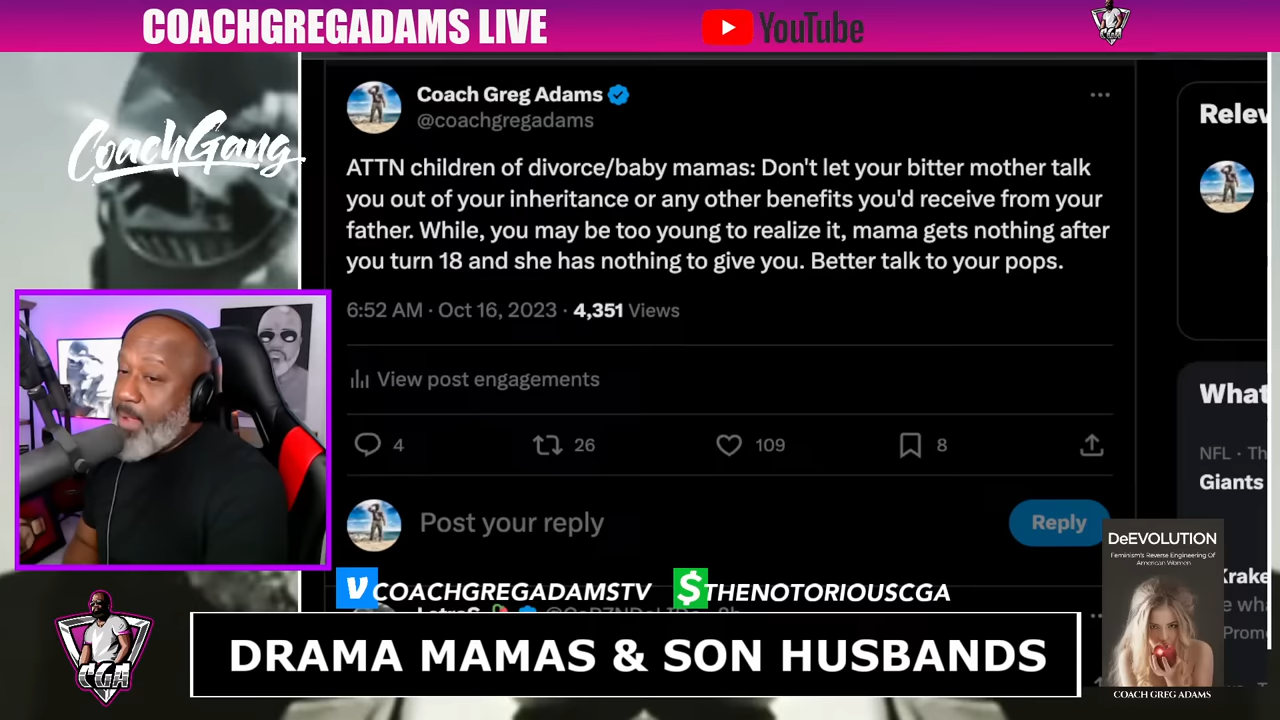 COACHGREGADAMS LIVE
YouTube
CGA
CoachGang
Coach Greg Adams
@coachgregadams
ATTN children of divorce/baby mamas: Don't let your bitter mother talk
you out of your inheritance or any other benefits you'd receive from your
father. While, you may be too young to realize it, mama gets nothing after
you turn 18 and she has nothing to give you. Better talk to your pops.
6:52 AM · Oct 16, 2023 · 4,351 Views
View post engagements
4 26 109 8
Post your reply
Reply
Relev
What
NFL · Th
Giants
Krake
e wh
Promo
DeEVOLUTION
Feminism's Reverse Engineering Of
American Women
COACH GREG ADAMS
COACHGREGADAMSTV
$THENOTORIOUSCGA
DRAMA MAMAS & SON HUSBANDS
CGA